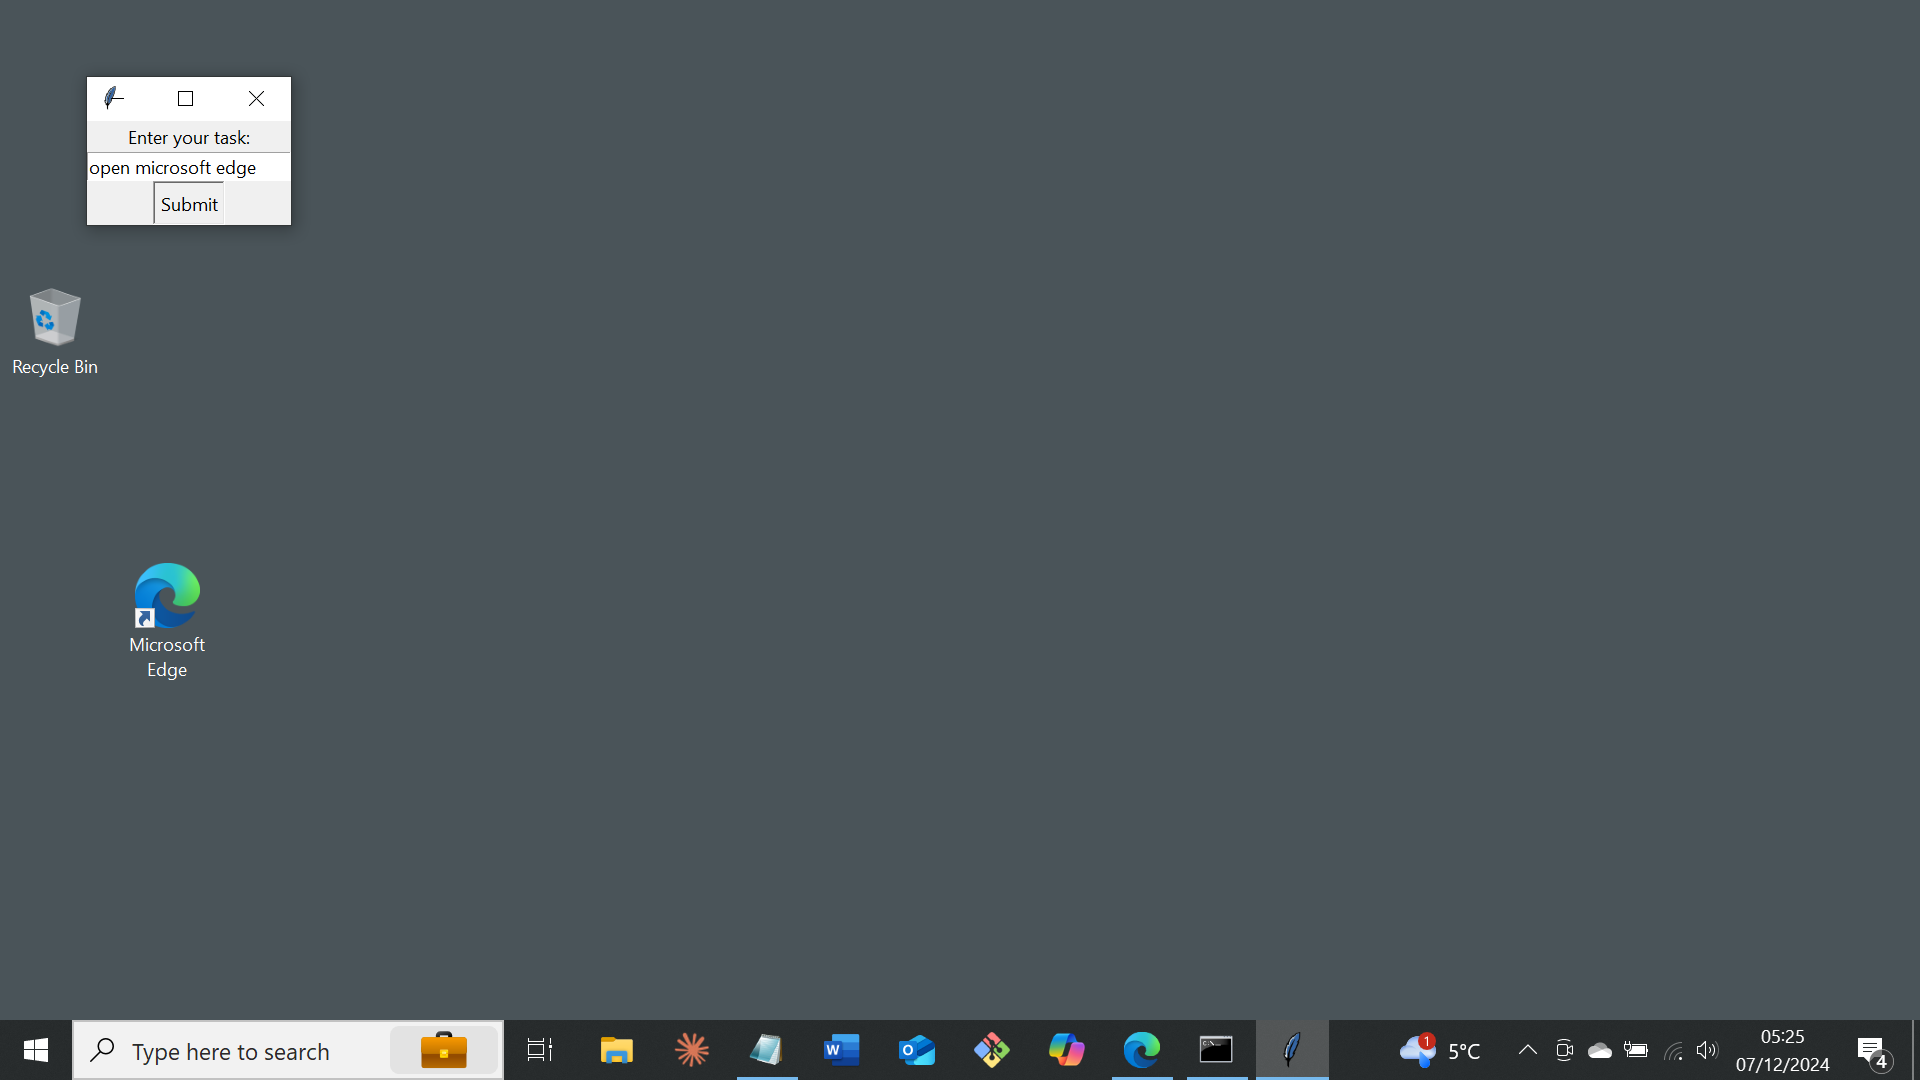 Enter your task:
open microsoft edge
Submit
Recycle Bin
Microsoft
Edge
Type here to search
W
O
1
5°C
05:25
07/12/2024
4